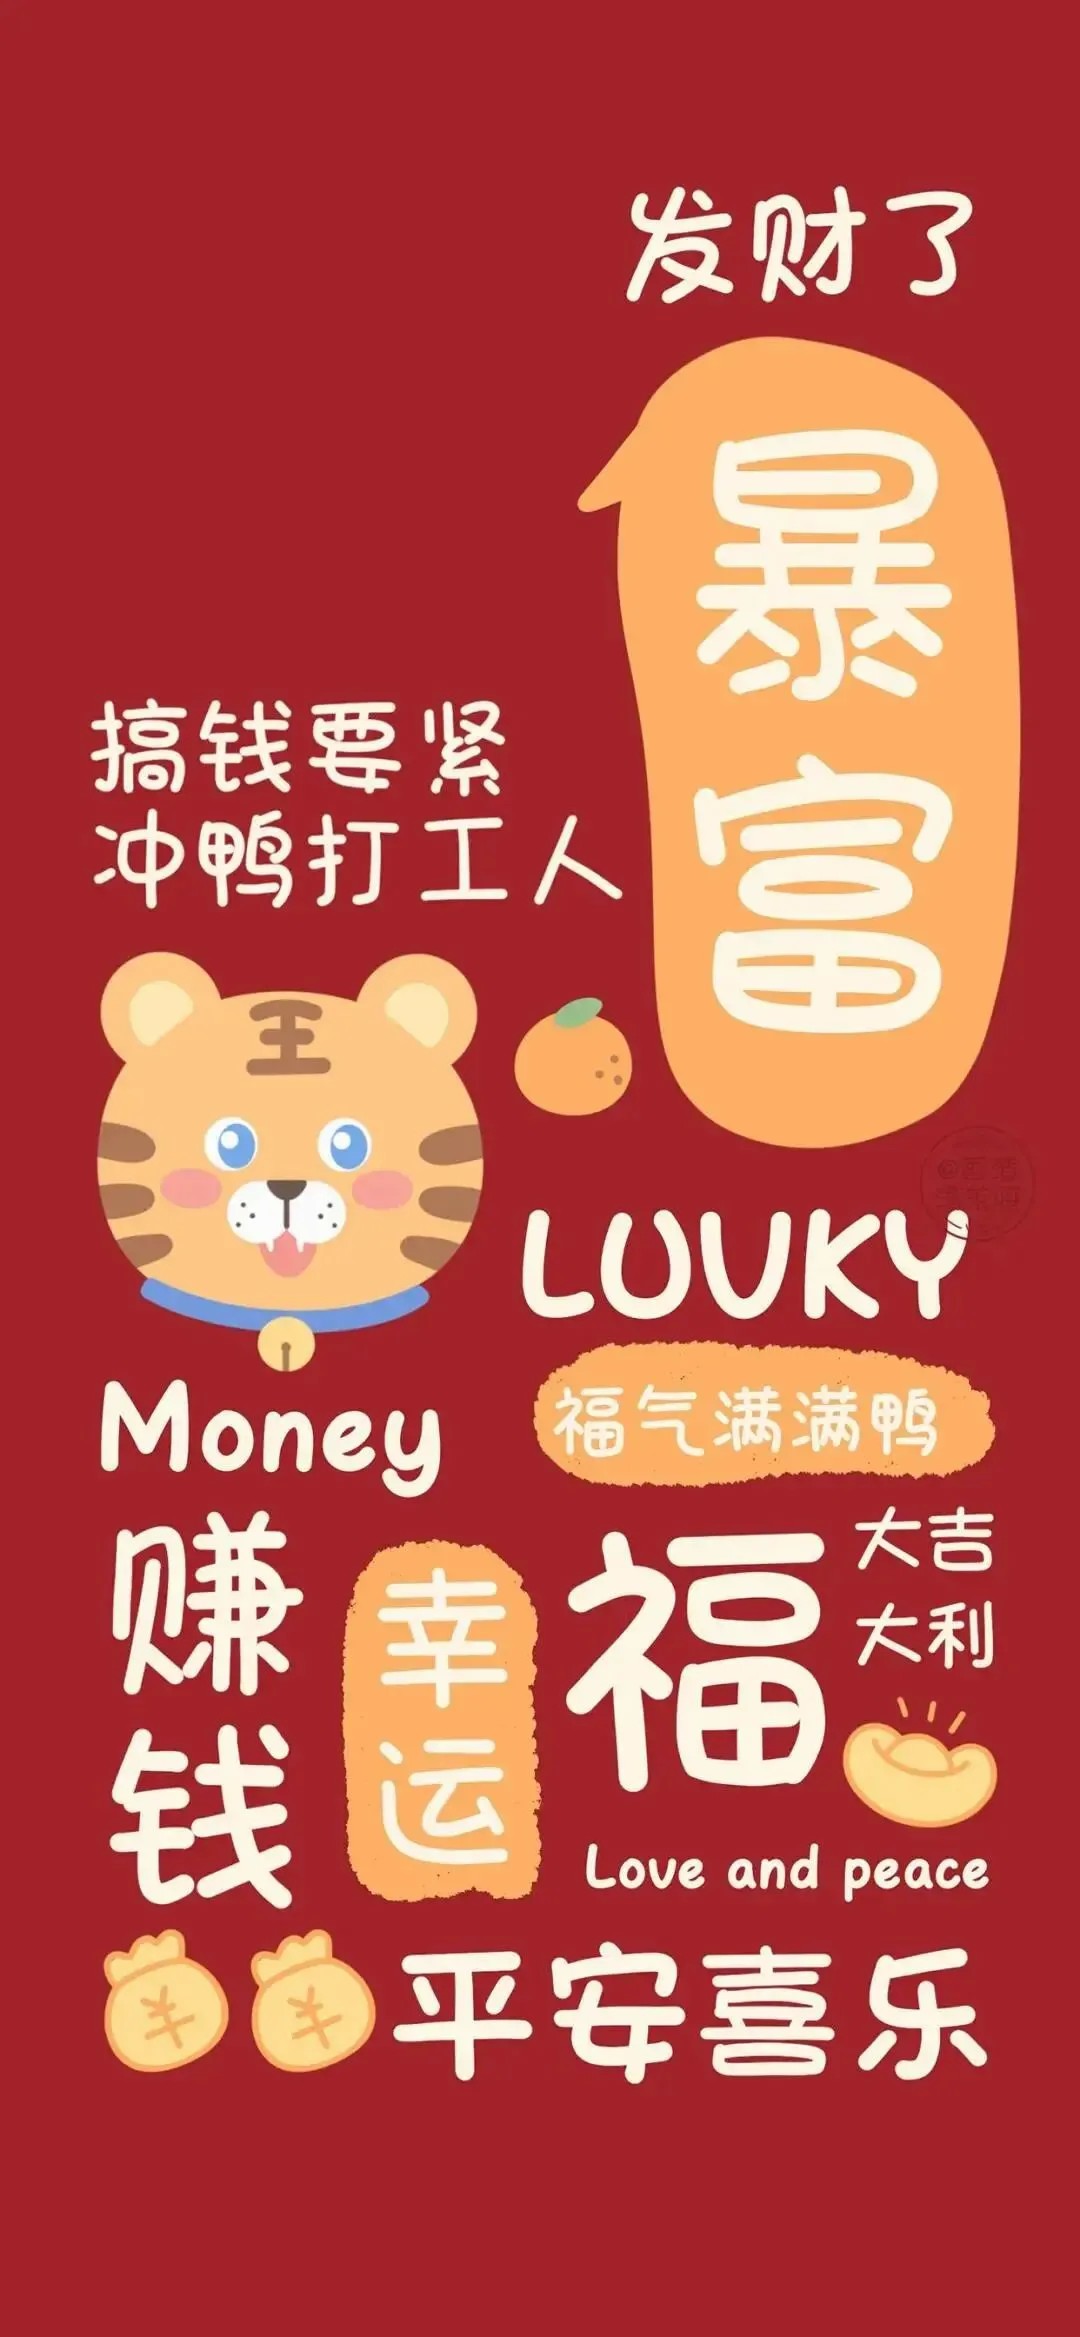 发财了
暴富
搞钱要紧
冲鸭打工人
王
LUUKY
Money
福气满满鸭
赚钱
幸运
福
大吉
大利
Love and peace
平安喜乐